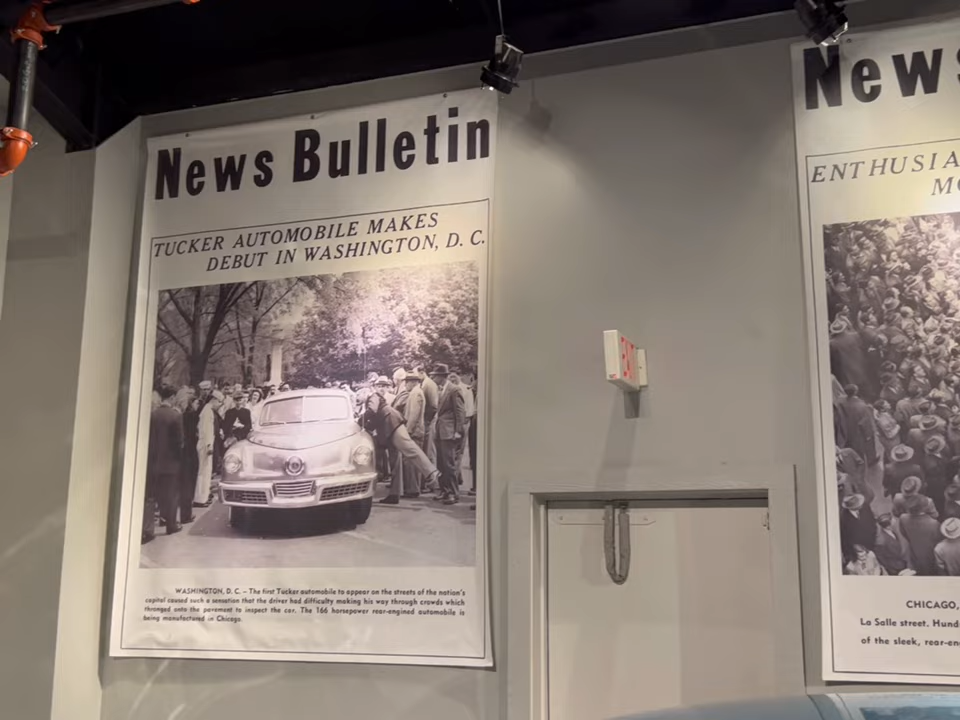 News Bulletin
TUCKER AUTOMOBILE MAKES
DEBUT IN WASHINGTON, D. C.
WASHINGTON, D. C. – The first Tucker automobile to appear on the streets of the nation's
capital caused such a sensation that the driver had difficulty making his way through crowds which
thronged onto the pavement to inspect the car. The 166 horsepower rear-engined automobile is
being manufactured in Chicago.
News
ENTHUSIA
MO
CHICAGO,
La Salle street. Hund
of the sleek, rear-en